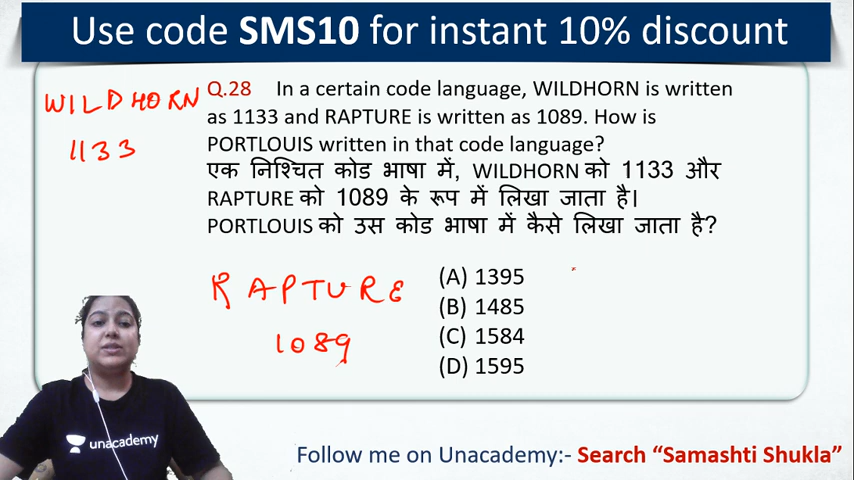 Use code SMS10 for instant 10% discount
WILDHORN
1133
Q.28 In a certain code language, WILDHORN is written
as 1133 and RAPTURE is written as 1089. How is
PORTLOUIS written in that code language?
एक निश्चित कोड भाषा में, WILDHORN को 1133 और
RAPTURE को 1089 के रूप में लिखा जाता है।
PORTLOUIS को उस कोड भाषा में कैसे लिखा जाता है?
RAPTURE
1089
(A) 1395
(B) 1485
(C) 1584
(D) 1595
unacademy
Follow me on Unacademy:- Search “Samashti Shukla”